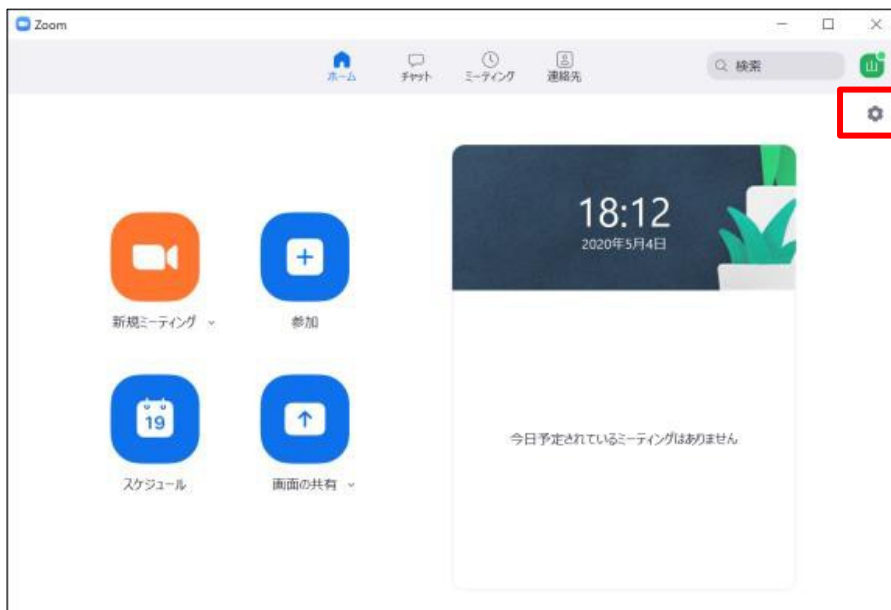 Zoom
ホーム
チャット
ミーティング
連絡先
検索
山
18:12
2020年5月4日
新規ミーティング
参加
19
スケジュール
画面の共有
今日予定されているミーティングはありません